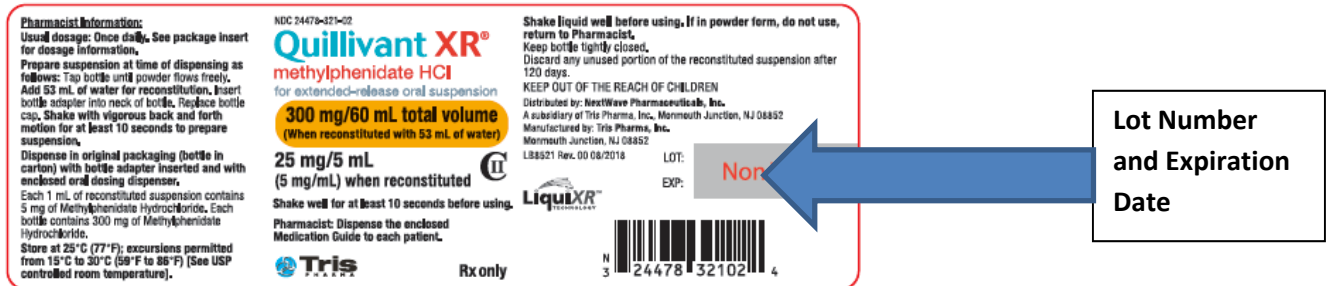 Pharmacist Information:
Usual dosage: Once daily. See package insert
for dosage information.
Prepare suspension at time of dispensing as
follows: Tap bottle until powder flows freely.
Add 53 mL of water for reconstitution. Insert
bottle adapter into neck of bottle. Replace bottle
cap. Shake with vigorous back and forth
motion for at least 10 seconds to prepare
suspension.
Dispense in original packaging (bottle in
carton) with bottle adapter inserted and with
enclosed oral dosing dispenser.
Each 1 mL of reconstituted suspension contains
5 mg of Methylphenidate Hydrochloride. Each
bottle contains 300 mg of Methylphenidate
Hydrochloride.
Store at 25°C (77°F); excursions permitted
from 15°C to 30°C (59°F to 86°F) [See USP
controlled room temperature].
NDC 24478-321-02
Quillivant XR®
methylphenidate HCl
for extended-release oral suspension
300 mg/60 mL total volume
(When reconstituted with 53 mL of water)
25 mg/5 mL
(5 mg/mL) when reconstituted
CII
Shake well for at least 10 seconds before using.
Pharmacist: Dispense the enclosed
Medication Guide to each patient.
Tris
PHARMA
Rx only
Shake liquid well before using. If in powder form, do not use,
return to Pharmacist.
Keep bottle tightly closed.
Discard any unused portion of the reconstituted suspension after
120 days.
KEEP OUT OF THE REACH OF CHILDREN
Distributed by: NextWave Pharmaceuticals, Inc.
A subsidiary of Tris Pharma, Inc., Monmouth Junction, NJ 08852
Manufactured by: Tris Pharma, Inc.
Monmouth Junction, NJ 08852
LB8521 Rev. 00 08/2018
LOT:
EXP:
Non
LiquiXR™
TECHNOLOGY
N
3 24478 32102 4
Lot Number
and Expiration
Date